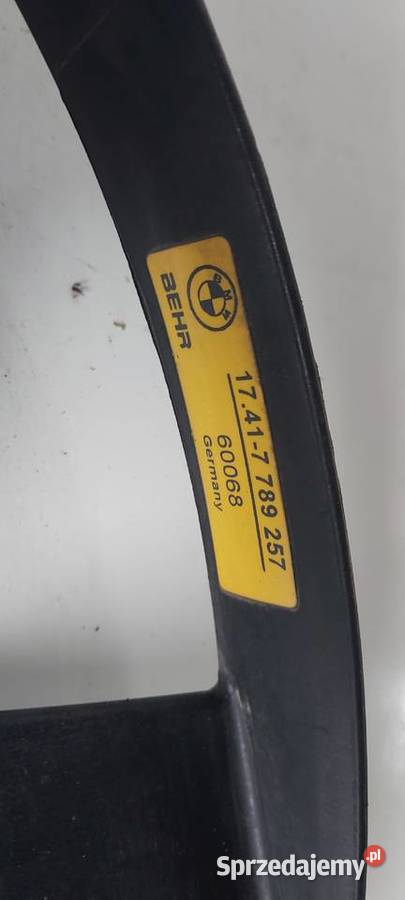 BMW
BEHR
17.41-7 789 257
60068
Germany
Sprzedajemy.pl